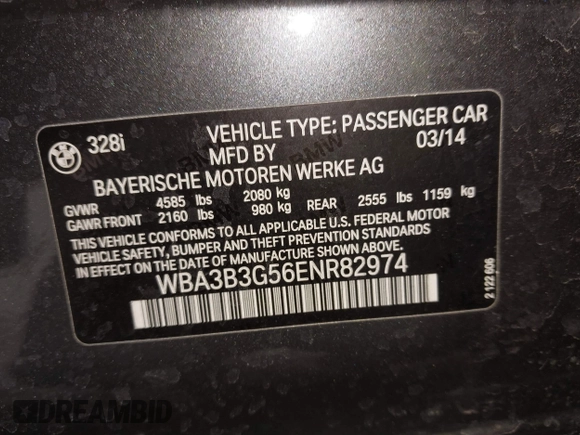 BMW
328i VEHICLE TYPE: PASSENGER CAR
MFD BY 03/14
BAYERISCHE MOTOREN WERKE AG
GVWR 4585 lbs 2080 kg
GAWR FRONT 2160 lbs 980 kg REAR 2555 lbs 1159 kg
THIS VEHICLE CONFORMS TO ALL APPLICABLE U.S. FEDERAL MOTOR
VEHICLE SAFETY, BUMPER AND THEFT PREVENTION STANDARDS
IN EFFECT ON THE DATE OF MANUFACTURE SHOWN ABOVE.
WBA3B3G56ENR82974
2 122 606
DREAMBID